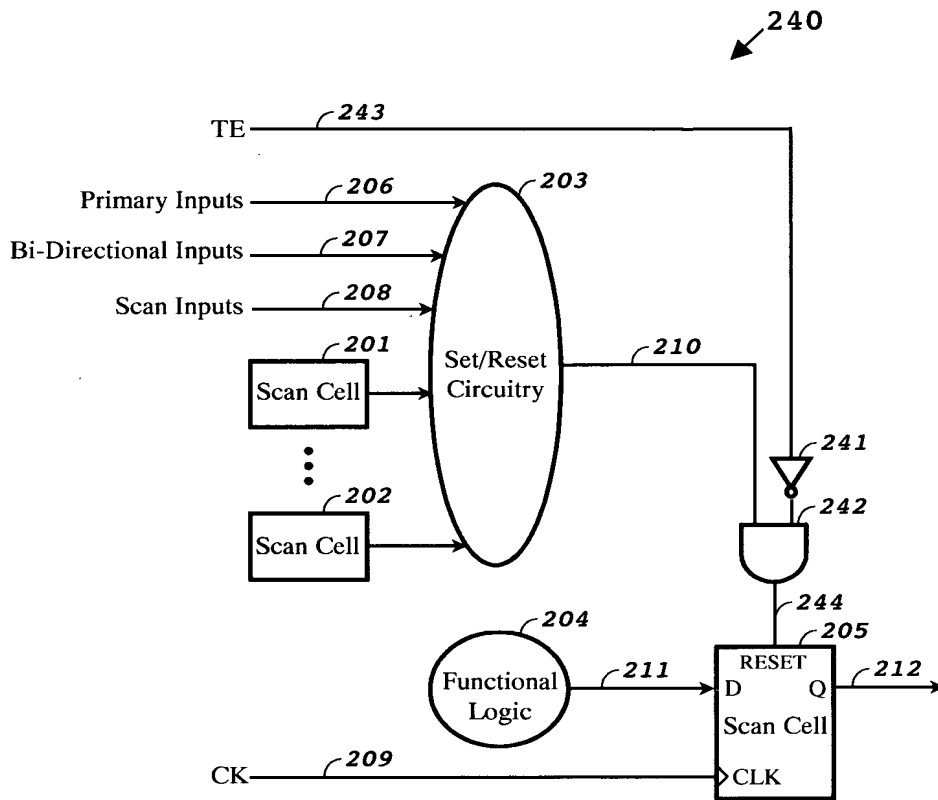 240
TE 243
Primary Inputs 206 203
Bi-Directional Inputs 207
Scan Inputs 208
201
Scan Cell
Set/Reset
Circuitry
210
241
202
242
Scan Cell
244
204
205
RESET
Functional
Logic
211
D Q
212
Scan Cell
CK 209
CLK